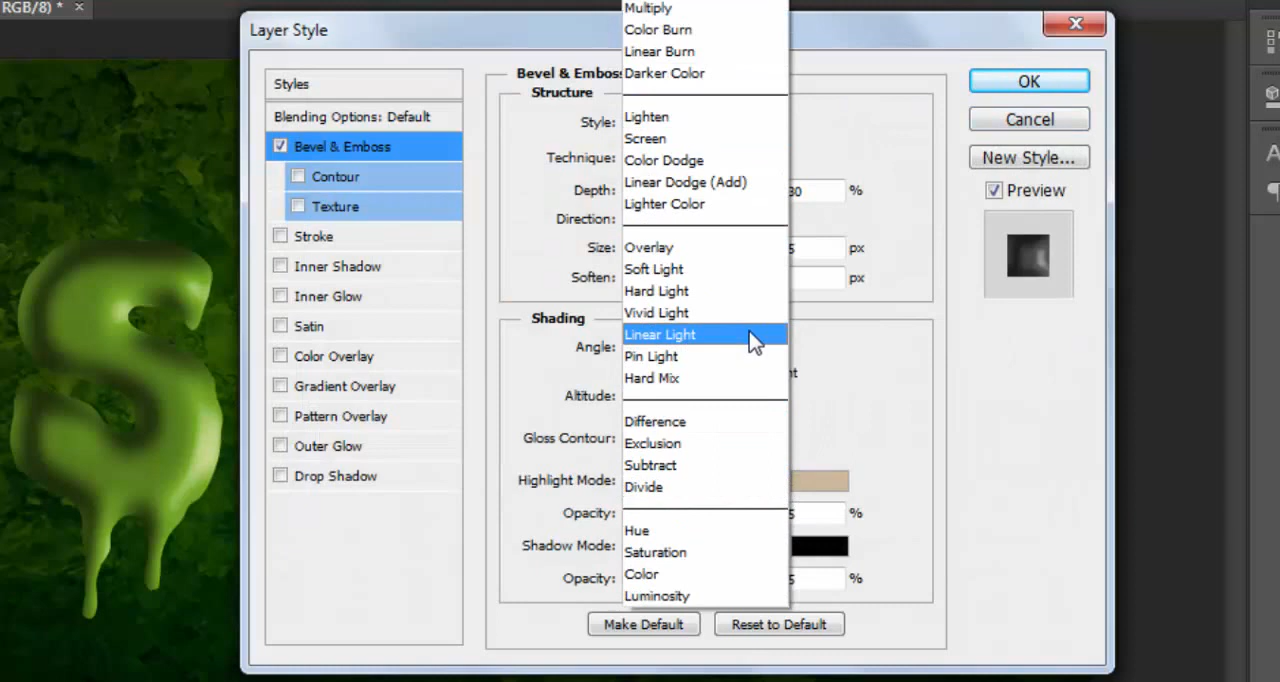 RGB/8) * ×
Layer Style
Styles
Blending Options: Default
Bevel & Emboss
Contour
Texture
Stroke
Inner Shadow
Inner Glow
Satin
Color Overlay
Gradient Overlay
Pattern Overlay
Outer Glow
Drop Shadow
Bevel & Emboss
Structure
Style:
Technique:
Depth:
30 %
Direction:
Size:
5 px
Soften:
px
Shading
Angle:
ht
Altitude:
Gloss Contour:
Highlight Mode:
Opacity:
5 %
Shadow Mode:
Opacity:
5 %
Make Default
Reset to Default
Multiply
Color Burn
Linear Burn
Darker Color
Lighten
Screen
Color Dodge
Linear Dodge (Add)
Lighter Color
Overlay
Soft Light
Hard Light
Vivid Light
Linear Light
Pin Light
Hard Mix
Difference
Exclusion
Subtract
Divide
Hue
Saturation
Color
Luminosity
OK
Cancel
New Style...
Preview
S
A